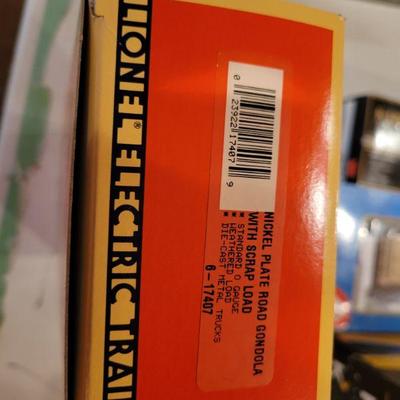 LIONEL® ELECTRIC TRAI
0 23922 17407 9
NICKEL PLATE ROAD GONDOLA
WITH SCRAP LOAD
▪ STANDARD O GAUGE
▪ WEATHERED LOAD
▪ DIE-CAST METAL TRUCKS
6-17407